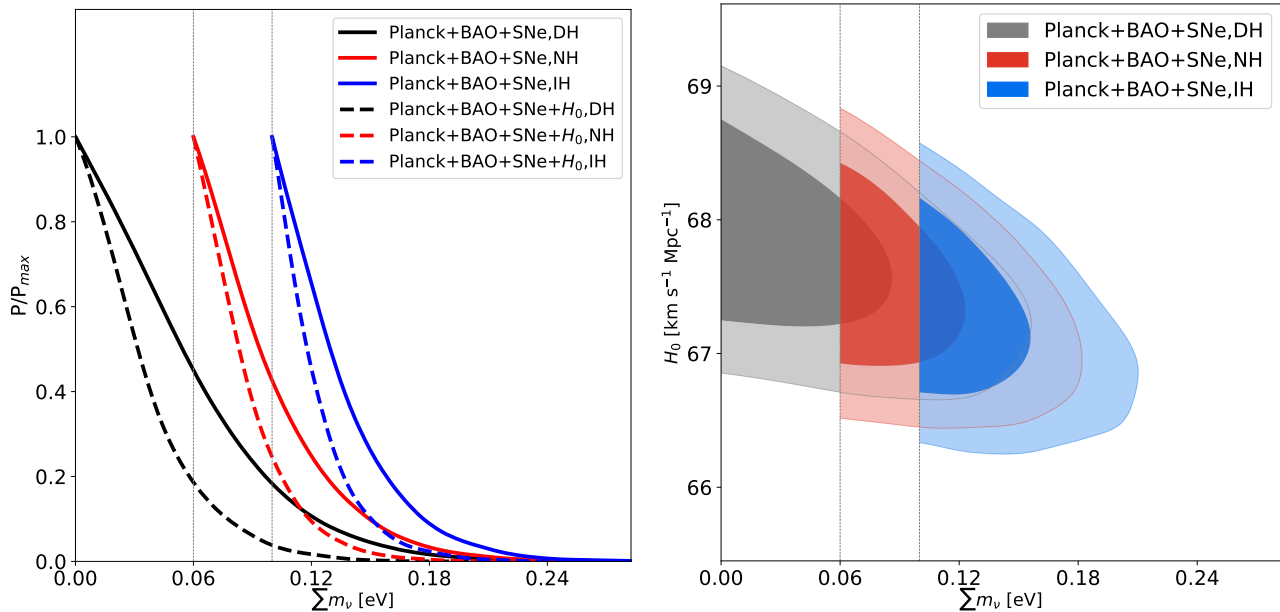 Planck+BAO+SNe,DH
Planck+BAO+SNe,NH
Planck+BAO+SNe,IH
Planck+BAO+SNe+H₀,DH
Planck+BAO+SNe+H₀,NH
Planck+BAO+SNe+H₀,IH
P/Pₘₐₓ
1.0
0.8
0.6
0.4
0.2
0.0
0.00
0.06
0.12
0.18
0.24
∑mᵥ [eV]
Planck+BAO+SNe,DH
Planck+BAO+SNe,NH
Planck+BAO+SNe,IH
H₀ [km s⁻¹ Mpc⁻¹]
69
68
67
66
0.00
0.06
0.12
0.18
0.24
∑mᵥ [eV]